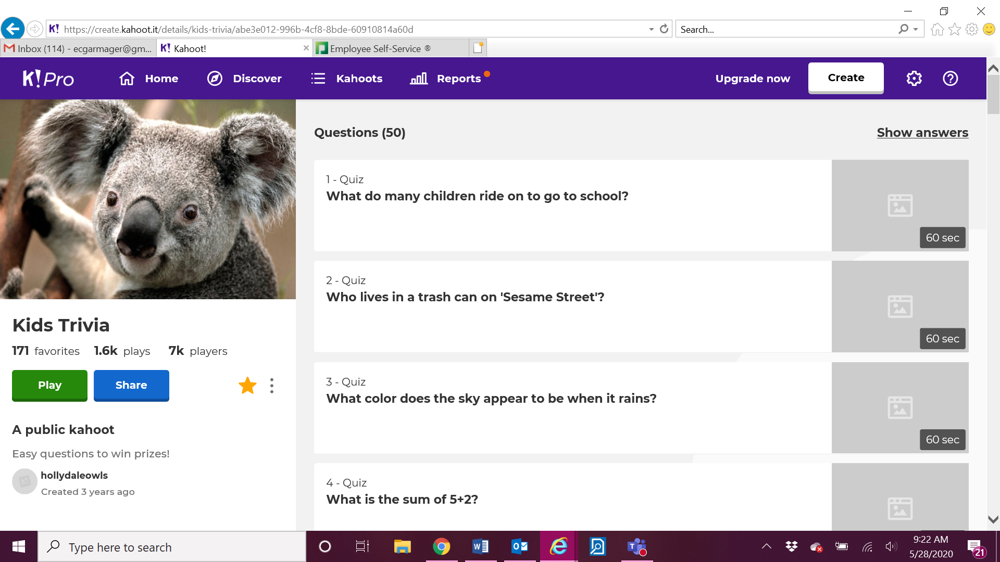 https://create.kahoot.it/details/kids-trivia/abe3e012-996b-4cf8-8bde-60910814a60d
Search...
Inbox (114) - ecgarmager@gm...
K! Kahoot!
Employee Self-Service ®
K! Pro
Home
Discover
Kahoots
Reports
Upgrade now
Create
Kids Trivia
171 favorites 1.6k plays 7k players
Play
Share
A public kahoot
Easy questions to win prizes!
hollydaleowls
Created 3 years ago
Questions (50)
Show answers
1 - Quiz
What do many children ride on to go to school?
60 sec
2 - Quiz
Who lives in a trash can on 'Sesame Street'?
60 sec
3 - Quiz
What color does the sky appear to be when it rains?
60 sec
4 - Quiz
What is the sum of 5+2?
Type here to search
9:22 AM
5/28/2020
21